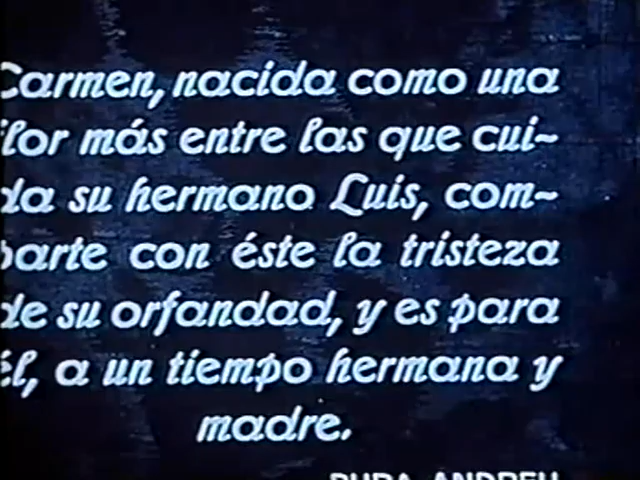 Carmen, nacida como una
flor más entre las que cui-
da su hermano Luis, com-
parte con éste la tristeza
de su orfandad, y es para
él, a un tiempo hermana y
madre.
PURA ANDREU